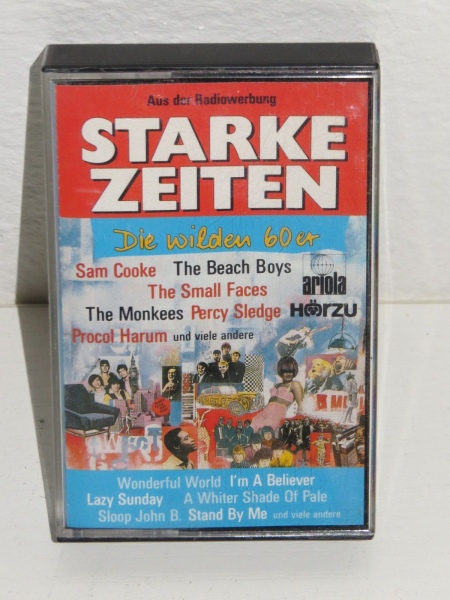 Aus der Radiowerbung
STARKE
ZEITEN
Die wilden 60er
Sam Cooke The Beach Boys
The Small Faces
ariola
The Monkees Percy Sledge HÖRZU
Procol Harum und viele andere
Wonderful World I'm A Believer
Lazy Sunday A Whiter Shade Of Pale
Sloop John B. Stand By Me und viele andere